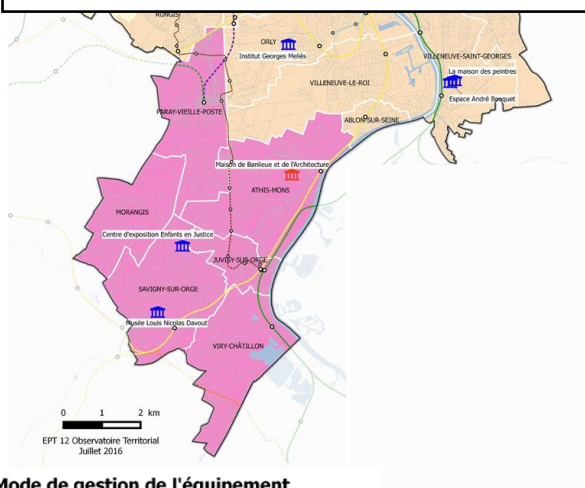 RUNGIS
ORLY
Institut Georges Meliès
VILLENEUVE-SAINT-GEORGES
La maison des peintres
VILLENEUVE-LE-ROI
Espace André Bouquet
PARAY-VIEILLE-POSTE
ABLON-SUR-SEINE
Maison de Banlieue et de l'Architecture
ATHIS-MONS
MORANGIS
Centre d'exposition Enfants en Justice
JUVISY-SUR-ORGE
SAVIGNY-SUR-ORGE
Musée Louis Nicolas Davout
VIRY-CHÂTILLON
0 1 2 km
EPT 12 Observatoire Territorial
Juillet 2016
Mode de gestion de l'équipement